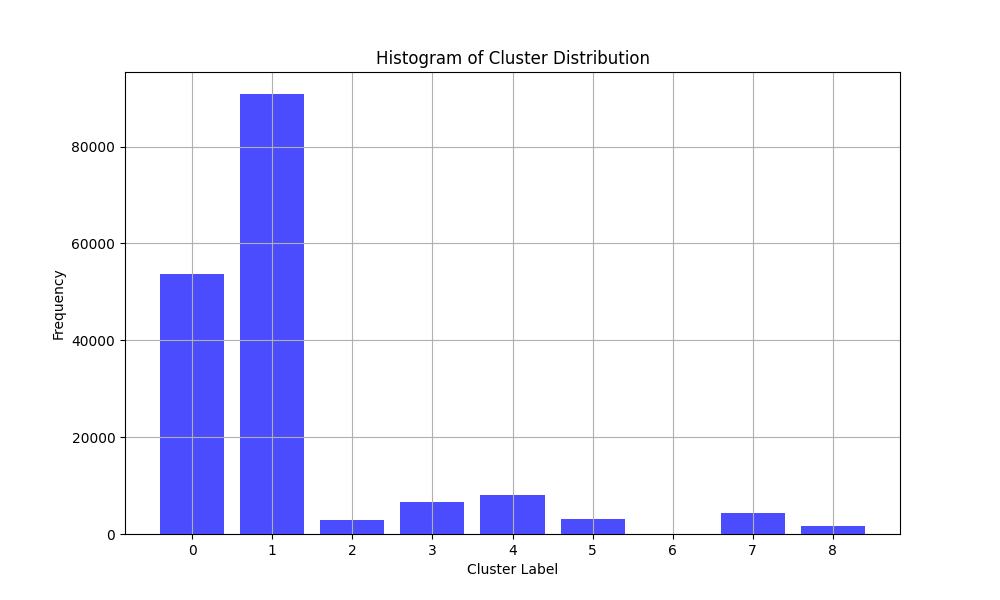 Histogram of Cluster Distribution
Frequency
80000
60000
40000
20000
0
0 1 2 3 4 5 6 7 8
Cluster Label